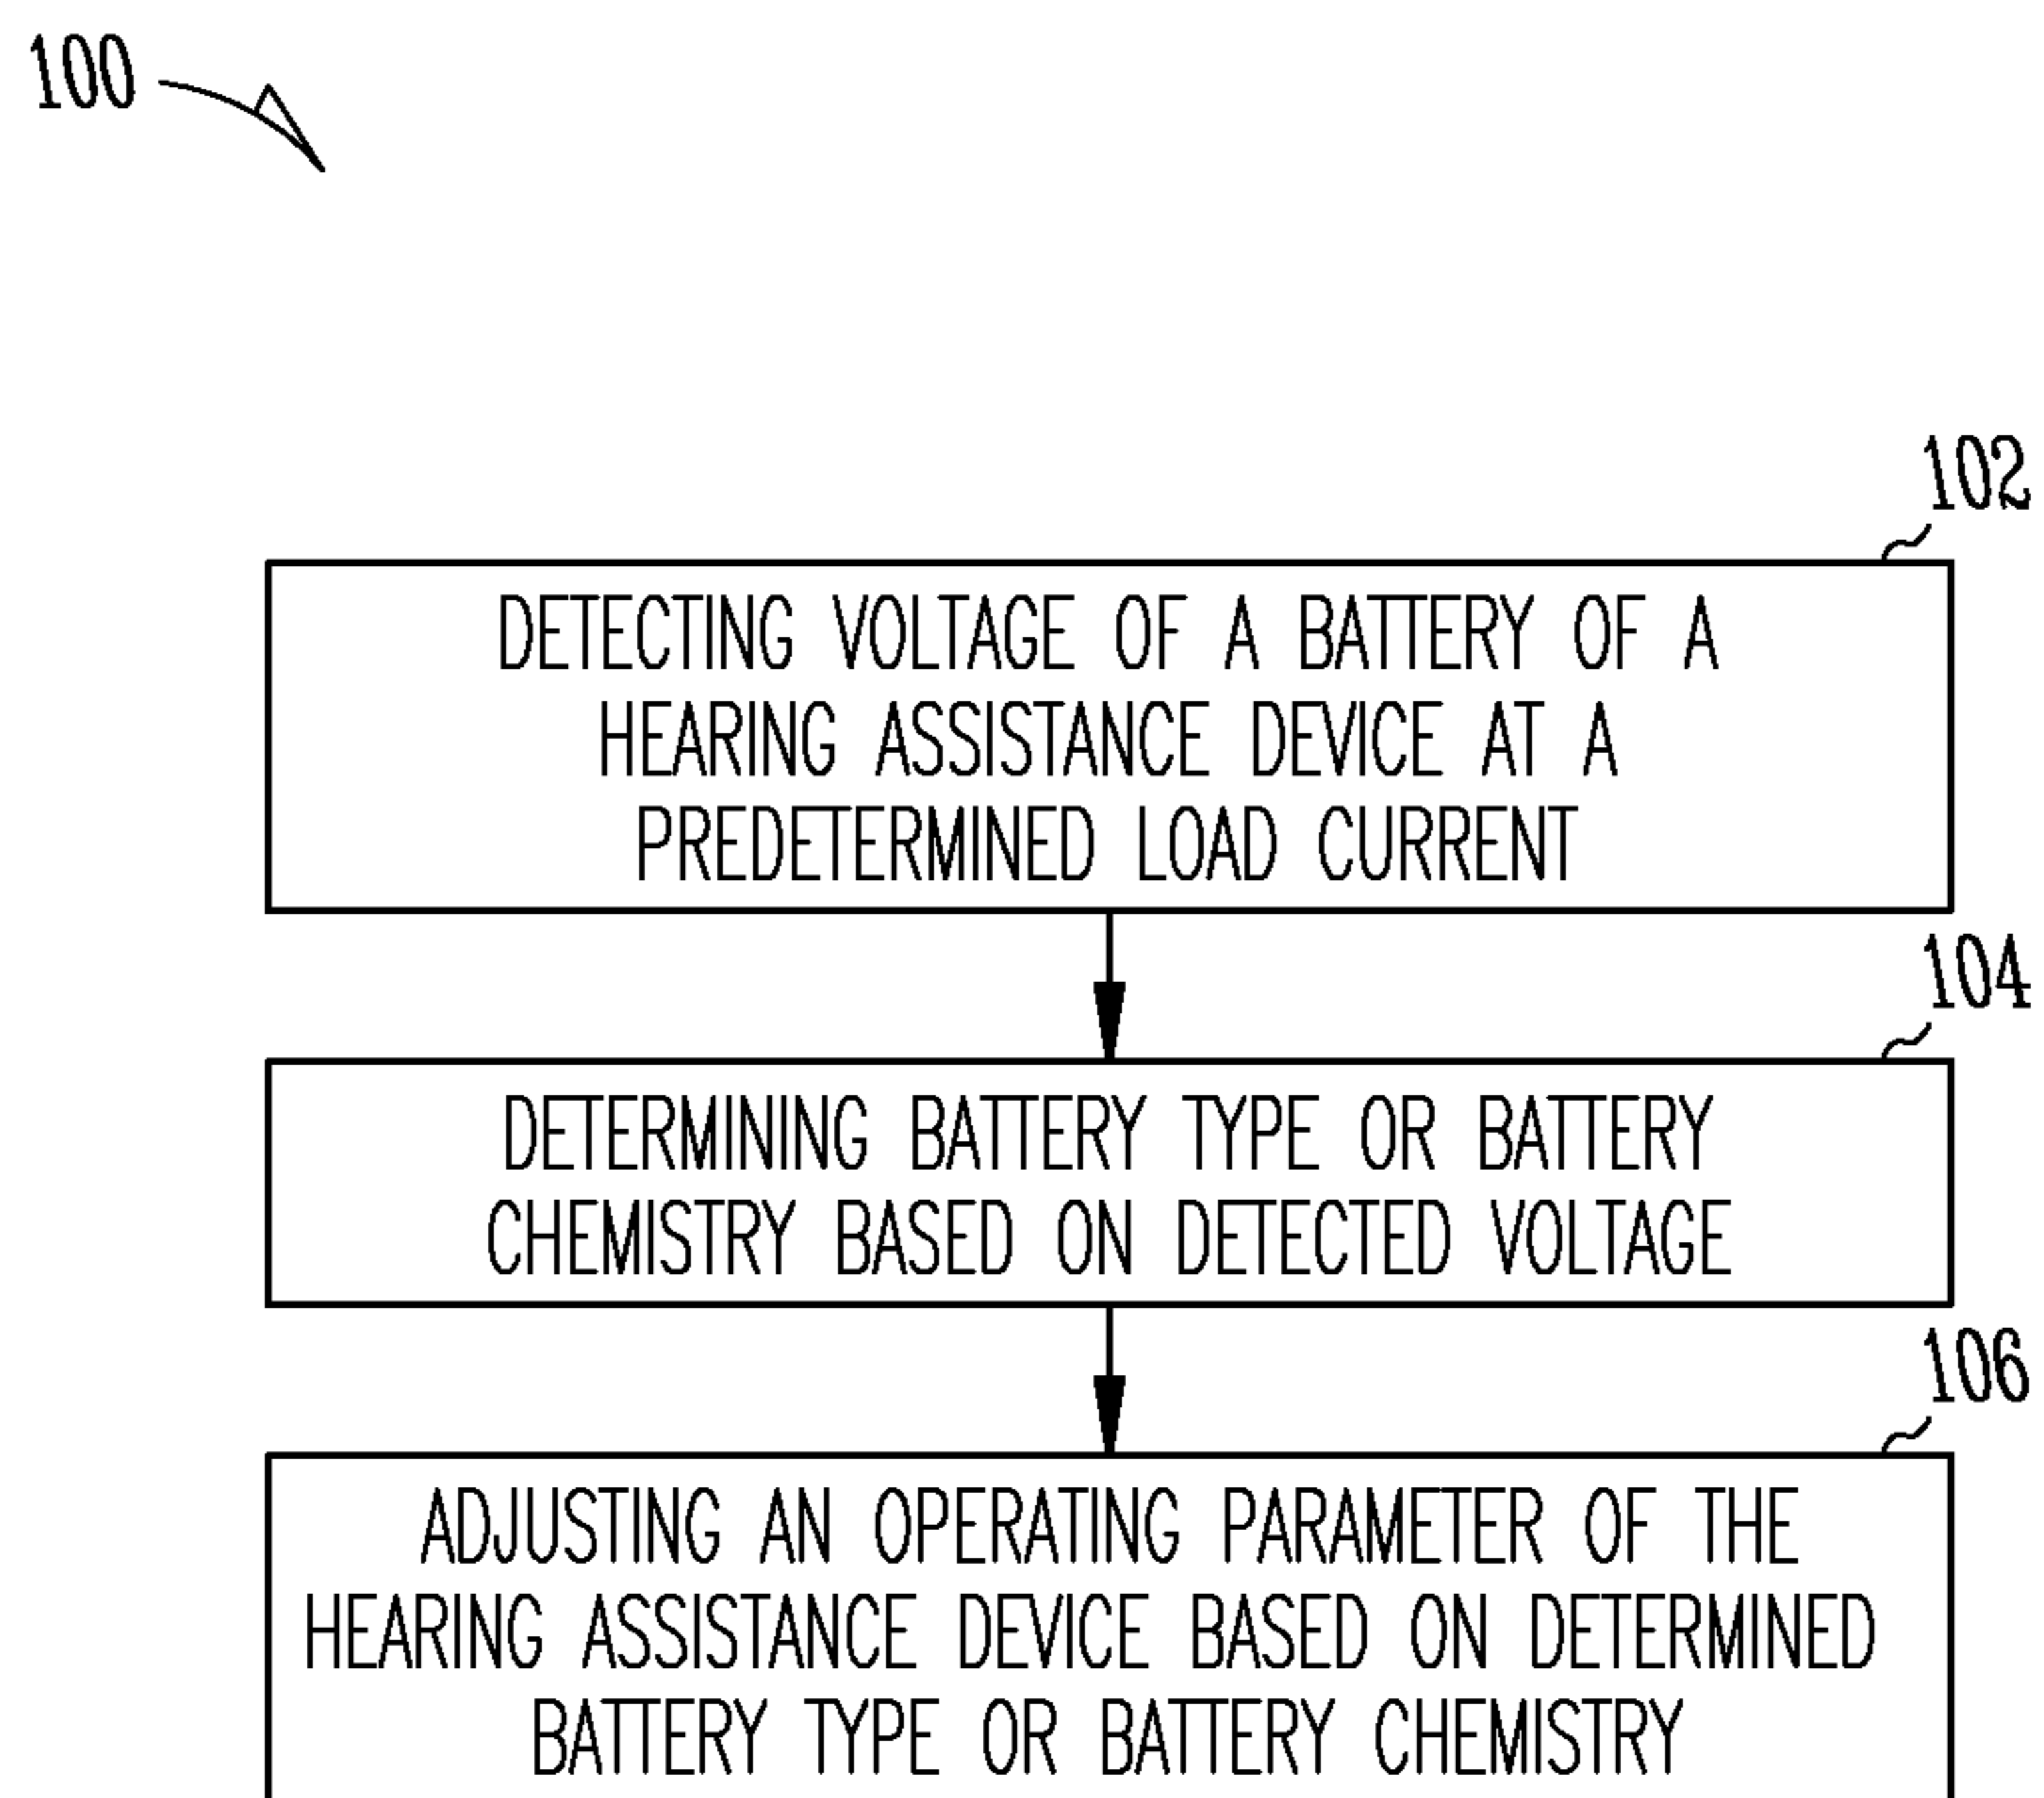 100
102
DETECTING VOLTAGE OF A BATTERY OF A
HEARING ASSISTANCE DEVICE AT A
PREDETERMINED LOAD CURRENT
104
DETERMINING BATTERY TYPE OR BATTERY
CHEMISTRY BASED ON DETECTED VOLTAGE
106
ADJUSTING AN OPERATING PARAMETER OF THE
HEARING ASSISTANCE DEVICE BASED ON DETERMINED
BATTERY TYPE OR BATTERY CHEMISTRY